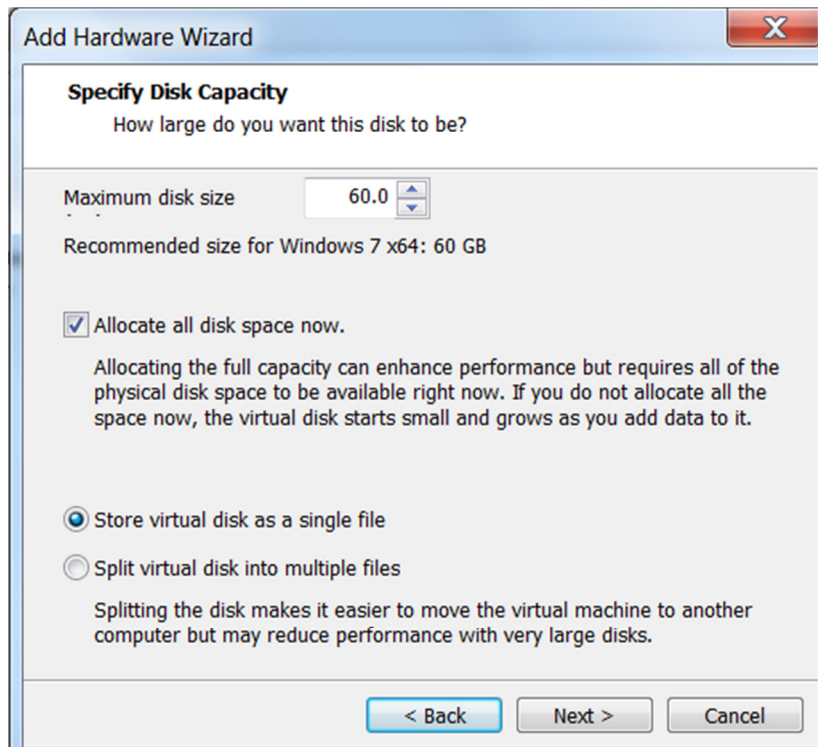 Add Hardware Wizard
Specify Disk Capacity
How large do you want this disk to be?
Maximum disk size
60.0
Recommended size for Windows 7 x64: 60 GB
Allocate all disk space now.
Allocating the full capacity can enhance performance but requires all of the
physical disk space to be available right now. If you do not allocate all the
space now, the virtual disk starts small and grows as you add data to it.
Store virtual disk as a single file
Split virtual disk into multiple files
Splitting the disk makes it easier to move the virtual machine to another
computer but may reduce performance with very large disks.
< Back
Next >
Cancel